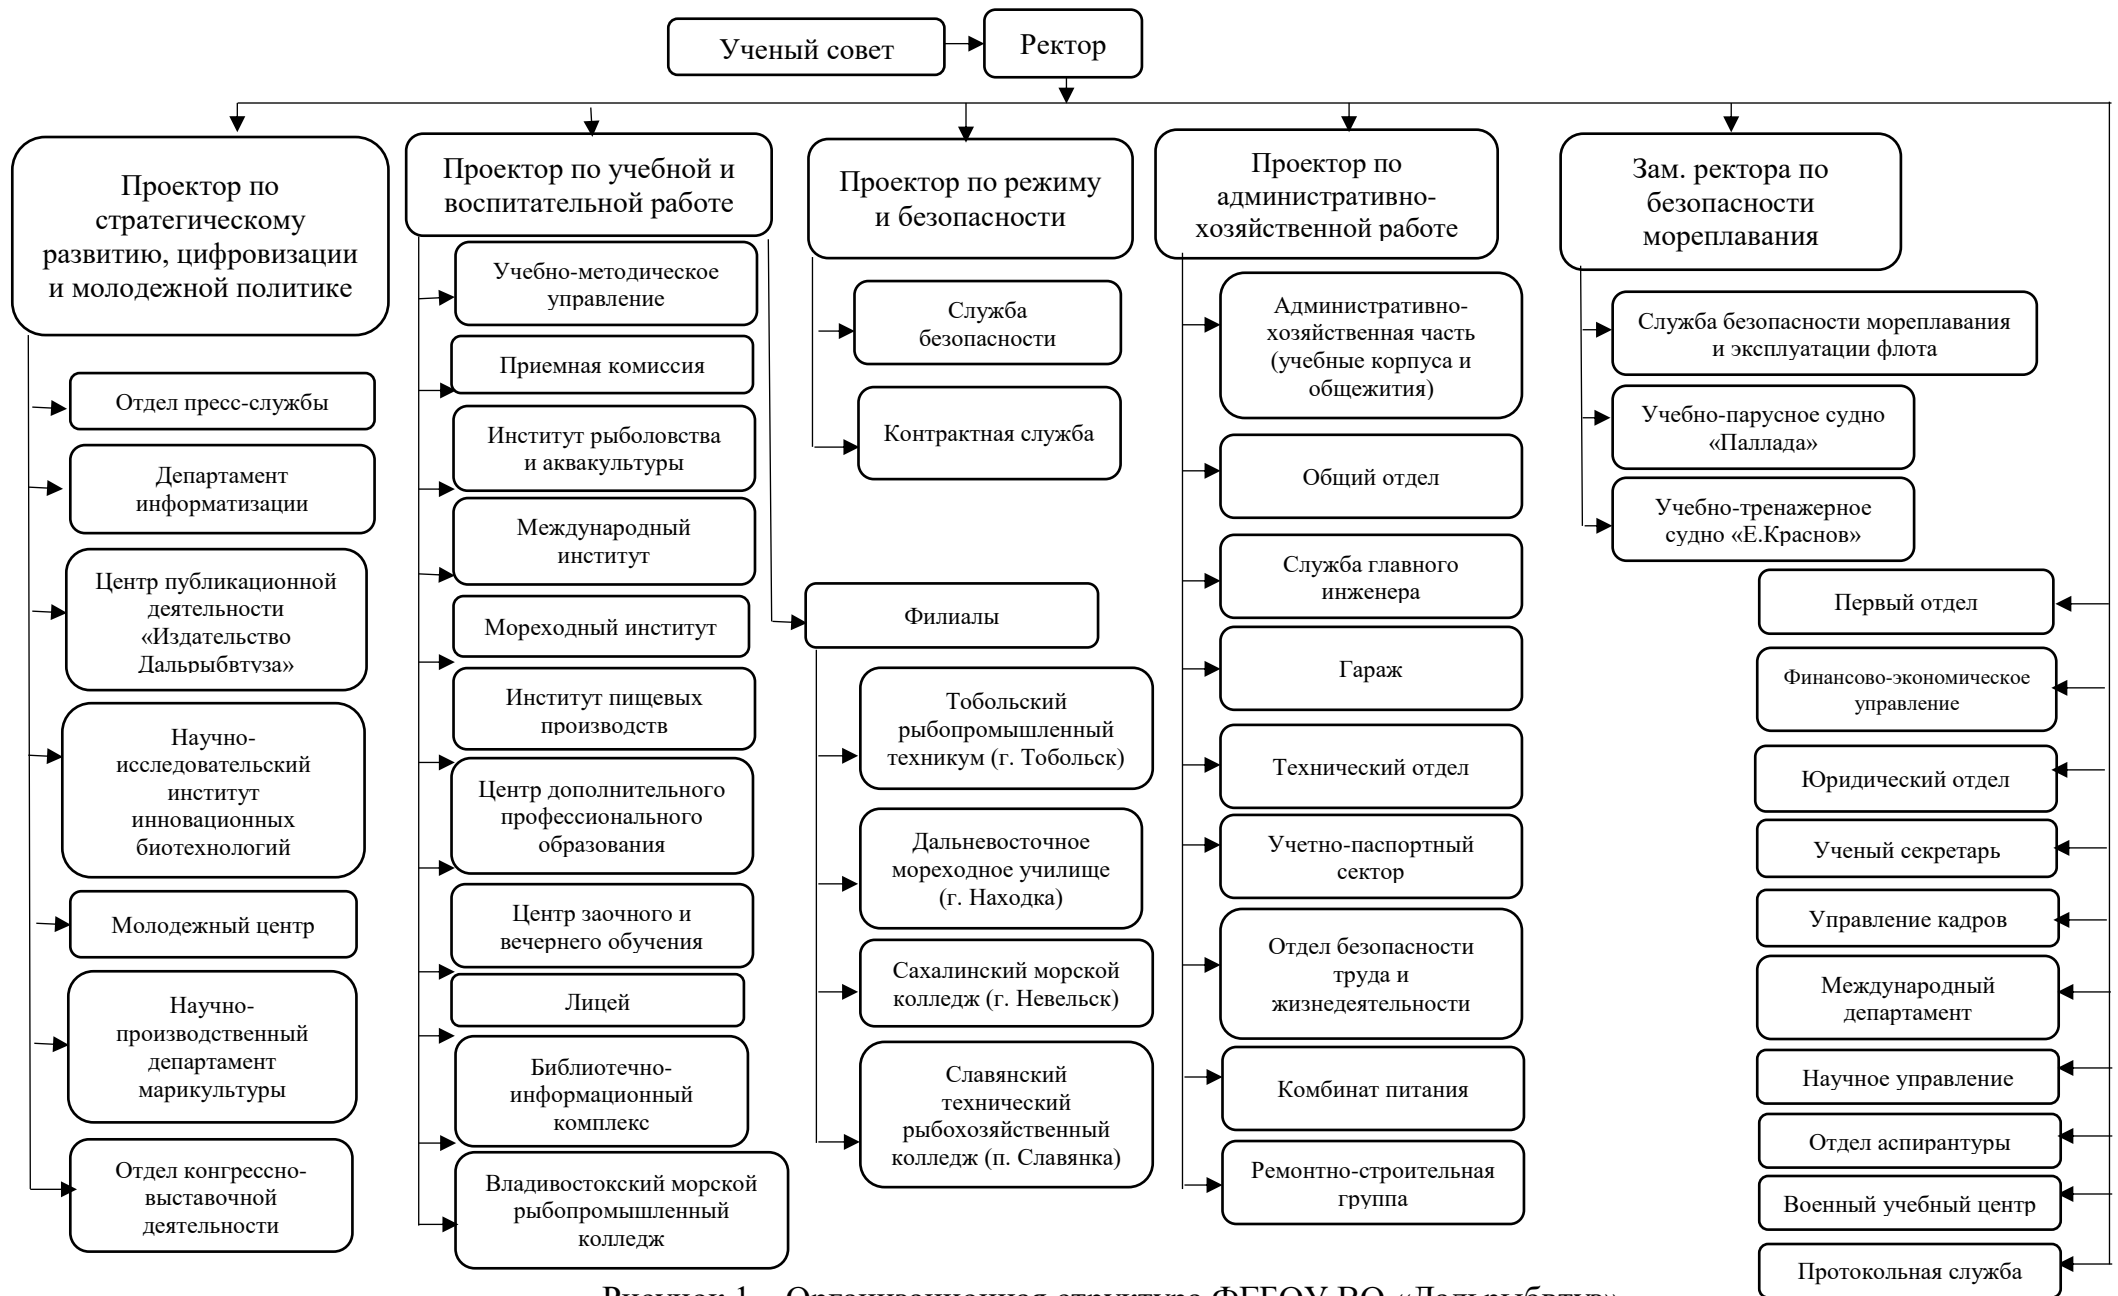 Ученый совет
Ректор
Проектор по
стратегическому
развитию, цифровизации
и молодежной политике
Отдел пресс-службы
Департамент
информатизации
Центр публикационной
деятельности
«Издательство
Дальрыбвтуза»
Научно-
исследовательский
институт
инновационных
биотехнологий
Молодежный центр
Научно-
производственный
департамент
марикультуры
Отдел конгрессно-
выставочной
деятельности
Проектор по учебной и
воспитательной работе
Учебно-методическое
управление
Приемная комиссия
Институт рыболовства
и аквакультуры
Международный
институт
Мореходный институт
Институт пищевых
производств
Центр дополнительного
профессионального
образования
Центр заочного и
вечернего обучения
Лицей
Библиотечно-
информационный
комплекс
Владивостокский морской
рыбопромышленный
колледж
Проектор по режиму
и безопасности
Служба
безопасности
Контрактная служба
Филиалы
Тобольский
рыбопромышленный
техникум (г. Тобольск)
Дальневосточное
мореходное училище
(г. Находка)
Сахалинский морской
колледж (г. Невельск)
Славянский
технический
рыбохозяйственный
колледж (п. Славянка)
Проектор по
административно-
хозяйственной работе
Административно-
хозяйственная часть
(учебные корпуса и
общежития)
Общий отдел
Служба главного
инженера
Гараж
Технический отдел
Учетно-паспортный
сектор
Отдел безопасности
труда и
жизнедеятельности
Комбинат питания
Ремонтно-строительная
группа
Зам. ректора по
безопасности
мореплавания
Служба безопасности мореплавания
и эксплуатации флота
Учебно-парусное судно
«Паллада»
Учебно-тренажерное
судно «Е.Краснов»
Первый отдел
Финансово-экономическое
управление
Юридический отдел
Ученый секретарь
Управление кадров
Международный
департамент
Научное управление
Отдел аспирантуры
Военный учебный центр
Протокольная служба
Рисунок 1 – Организационная структура ФГБОУ ВО «Дальрыбвтуз»